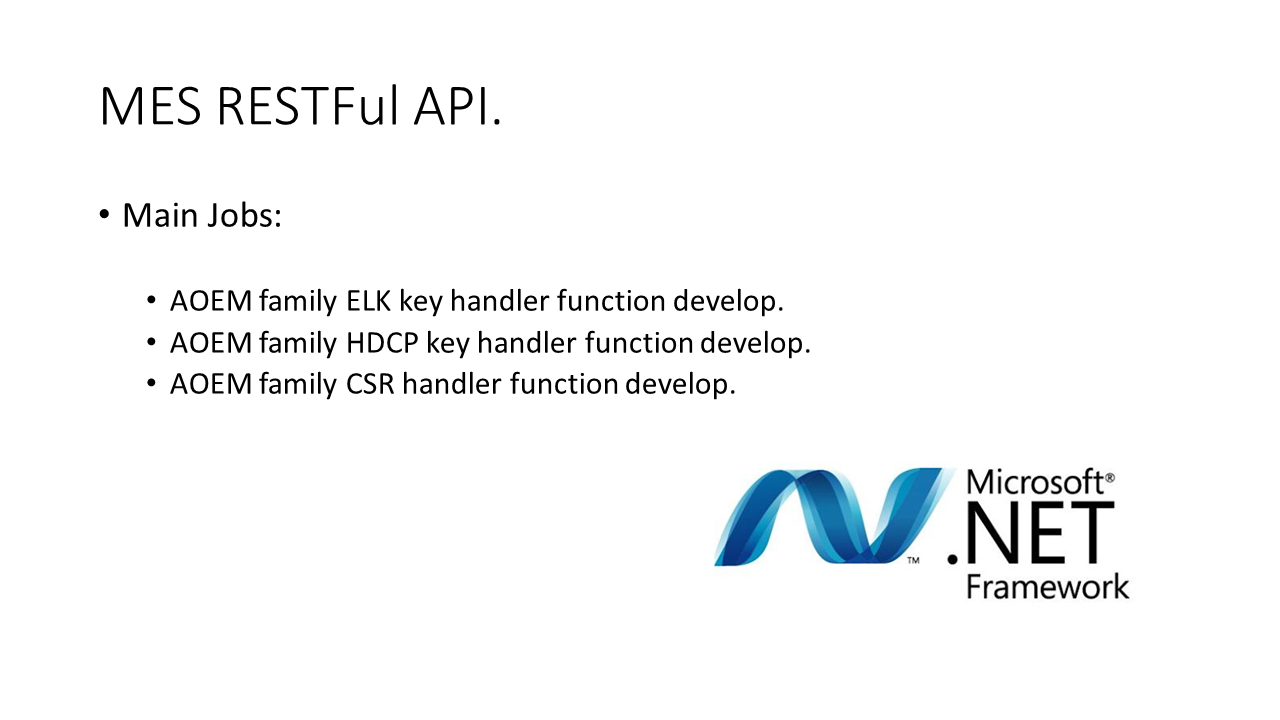 MES RESTFul API.
• Main Jobs:
• AOEM family ELK key handler function develop.
• AOEM family HDCP key handler function develop.
• AOEM family CSR handler function develop.
Microsoft®
.NET
™
Framework